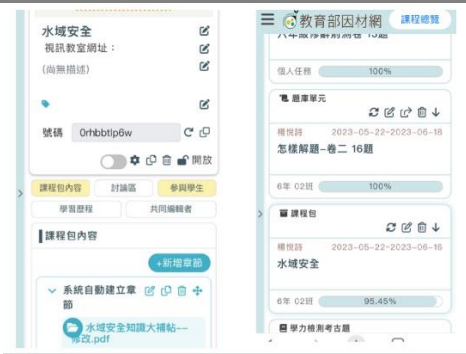 水域安全
視訊教室網址：
(尚無描述)
號碼 0rhbbtlp6w
開放
課程包內容 討論區 參與學生
學習歷程 共同編輯者
課程包內容
+新增章節
系統自動建立章
節
水域安全知識大補帖--
修改.pdf
教育部因材網 課程總覽
個人任務 100%
題庫單元
楊悅詩 2023-05-22~2023-06-18
怎樣解題-卷二 16題
6年 02班 100%
課程包
楊悅詩 2023-05-22~2023-06-16
水域安全
6年 02班 95.45%
學力檢測考古題